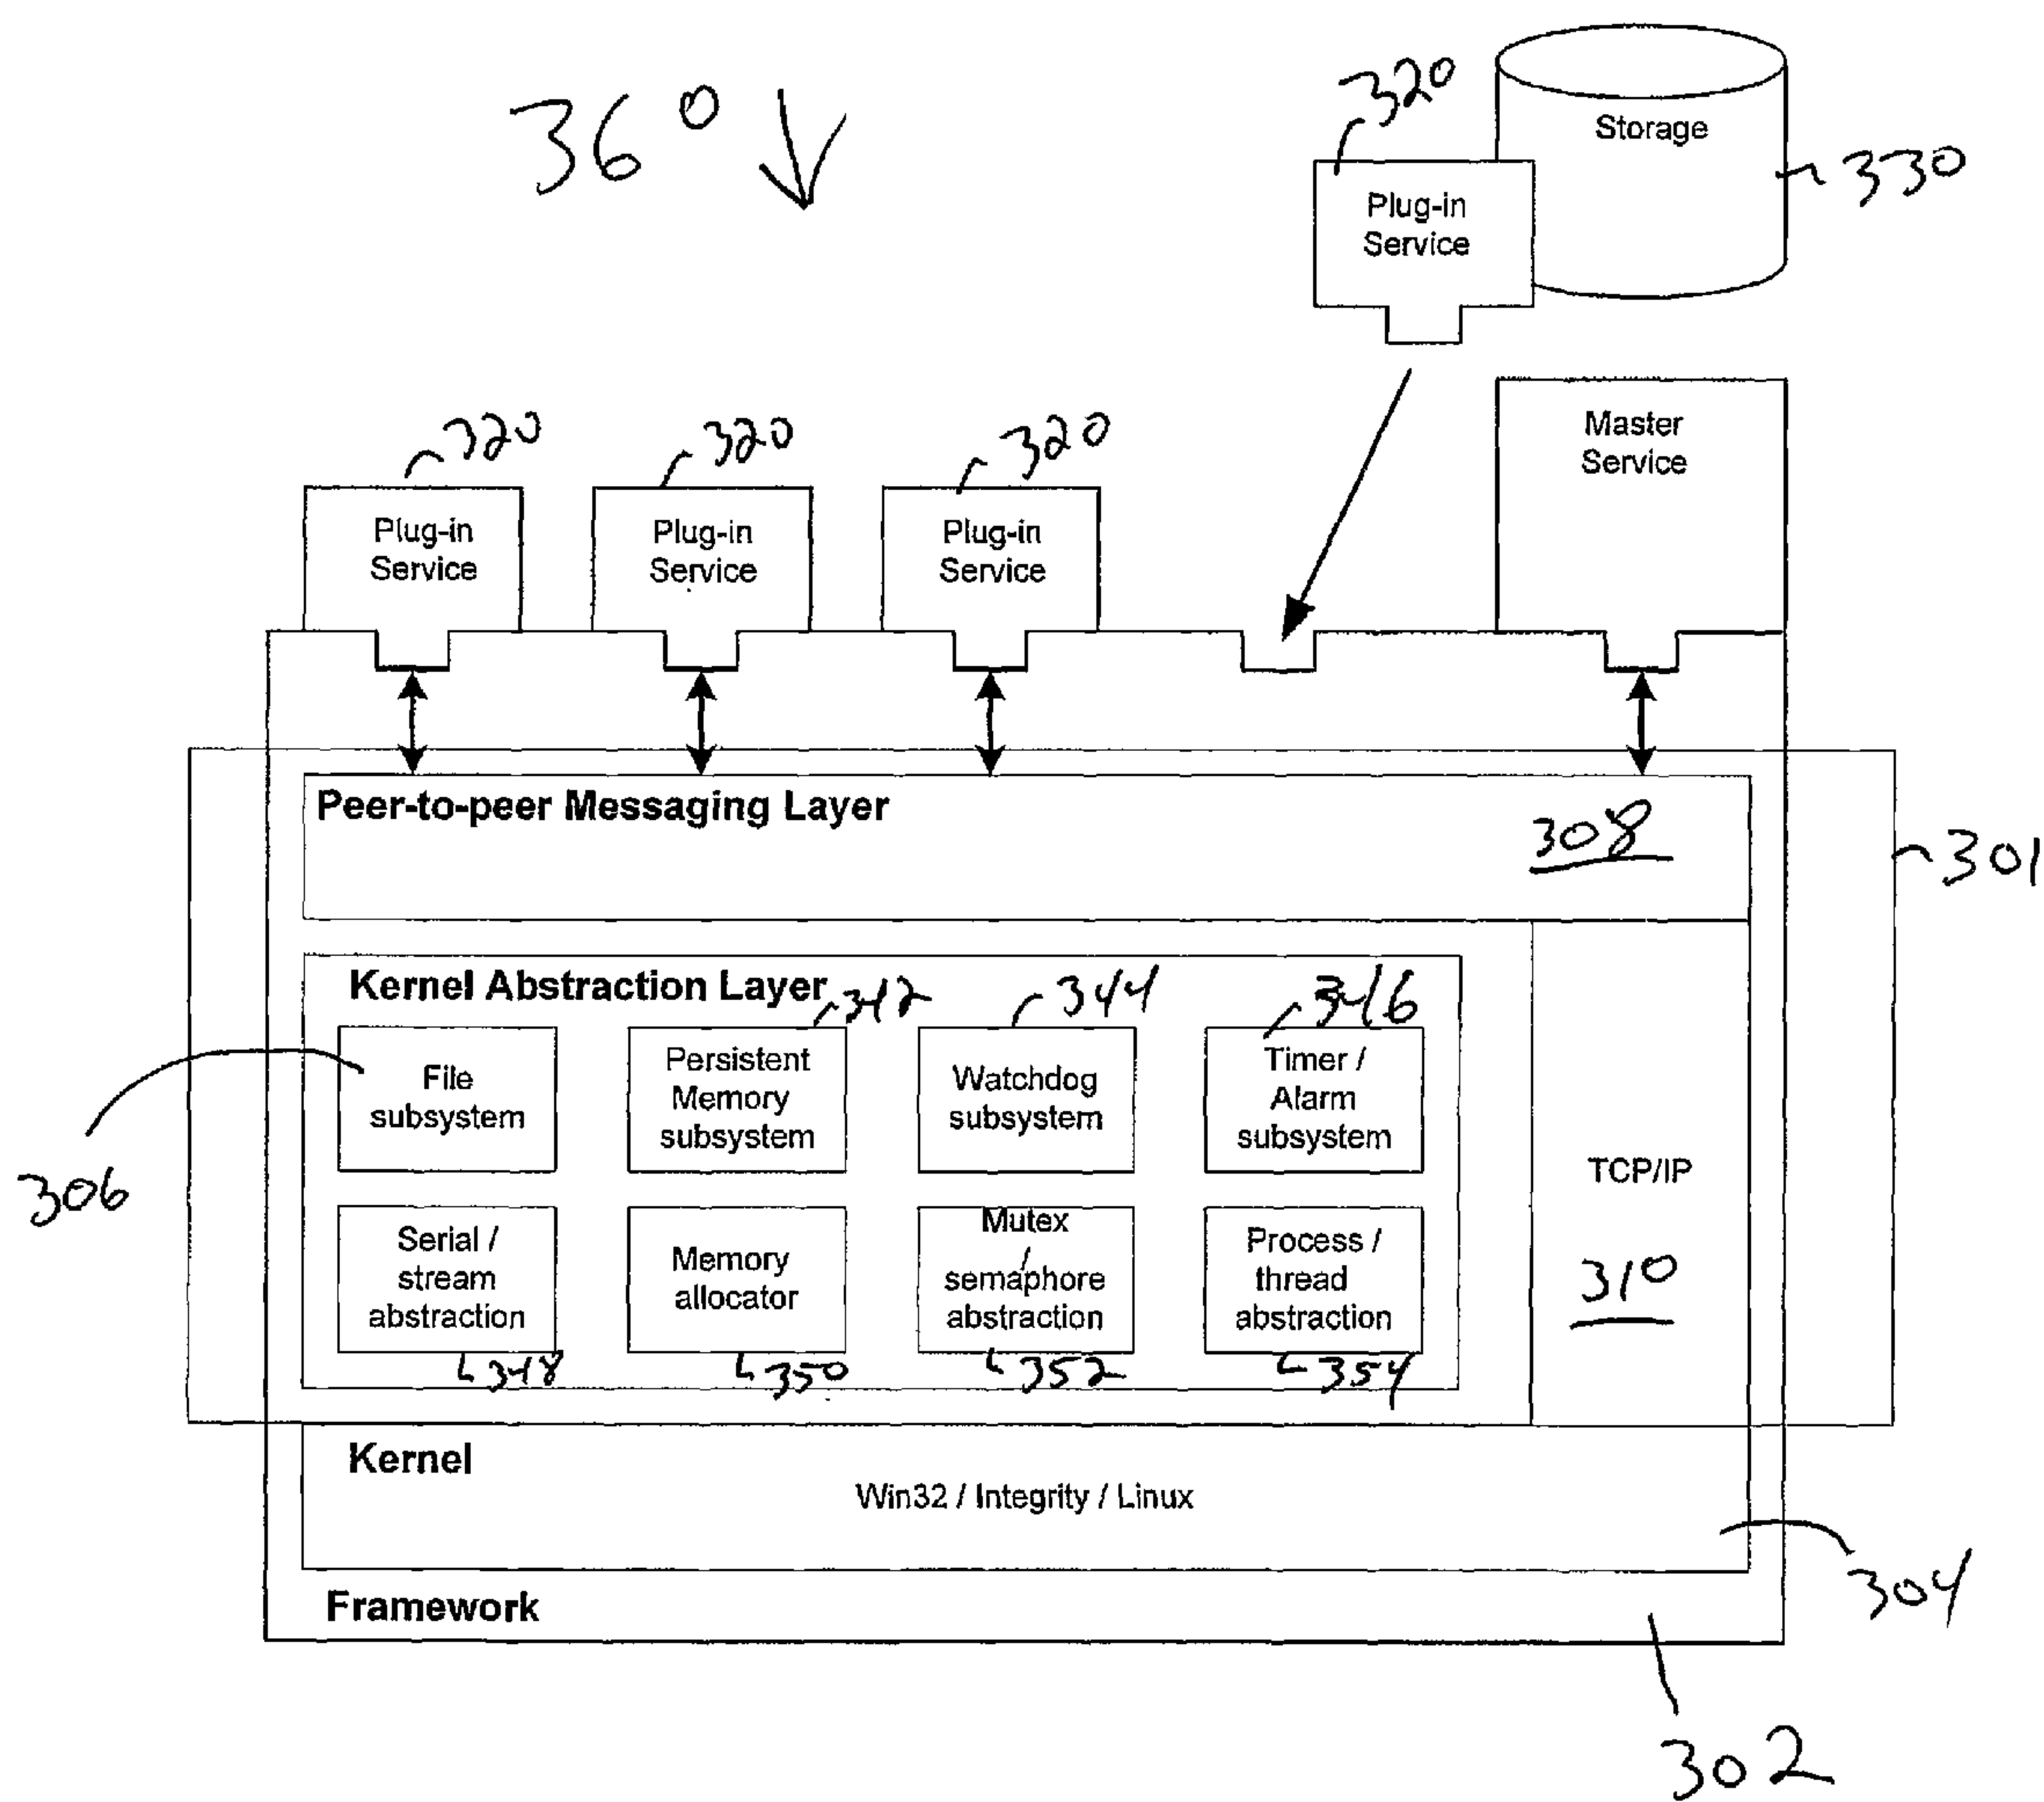 360
320
Storage
330
Plug-in
Service
Master
Service
320
320
320
Plug-in
Service
Plug-in
Service
Plug-in
Service
Peer-to-peer Messaging Layer
308
301
Kernel Abstraction Layer
342
344
346
File
subsystem
Persistent
Memory
subsystem
Watchdog
subsystem
Timer /
Alarm
subsystem
306
TCP/IP
310
Serial /
stream
abstraction
Memory
allocator
Mutex
/
semaphore
abstraction
Process /
thread
abstraction
348
350
352
354
Kernel
Win32 / Integrity / Linux
304
Framework
302